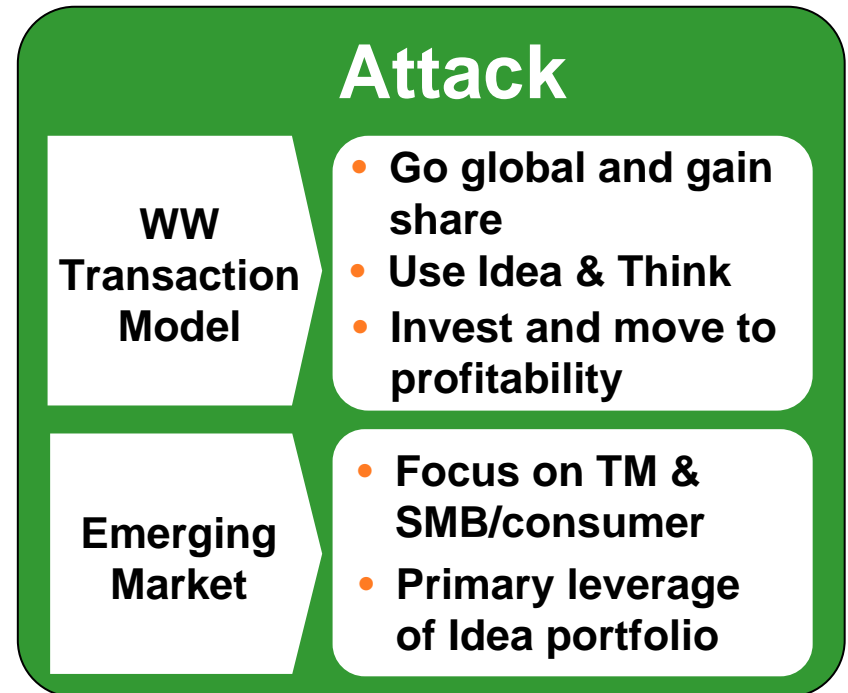 Attack
WW
Transaction
Model
• Go global and gain
share
• Use Idea & Think
• Invest and move to
profitability
Emerging
Market
• Focus on TM &
SMB/consumer
• Primary leverage
of Idea portfolio